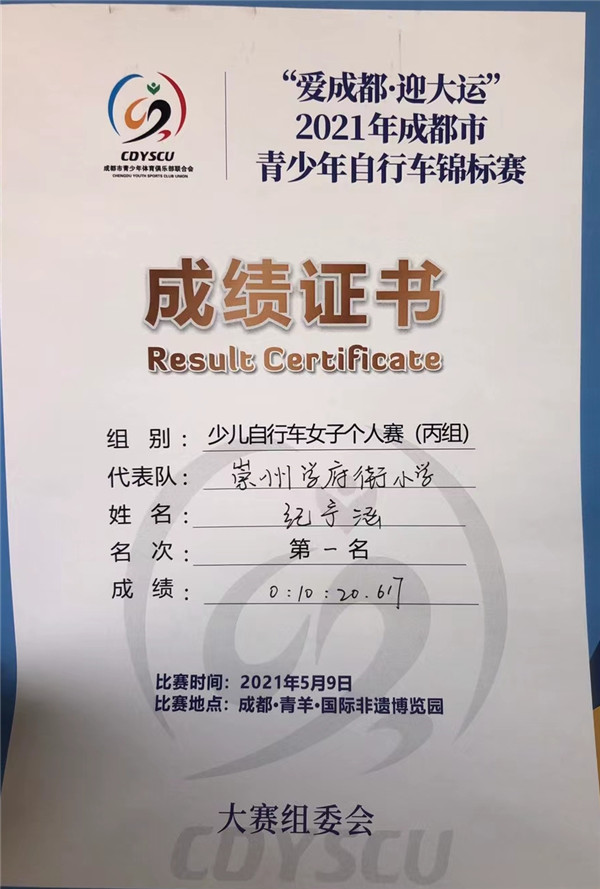 CDYSCU
成都市青少年体育俱乐部联合会
CHENGDU YOUTH SPORTS CLUB UNION
“爱成都·迎大运”
2021年成都市
青少年自行车锦标赛
成绩证书
Result Certificate
组别：少儿自行车女子个人赛（丙组）
代表队：崇州学府街小学
姓名：纪宁涵
名次：第一名
成绩：0:10:20.617
比赛时间：2021年5月9日
比赛地点：成都·青羊·国际非遗博览园
大赛组委会
CDYSCU